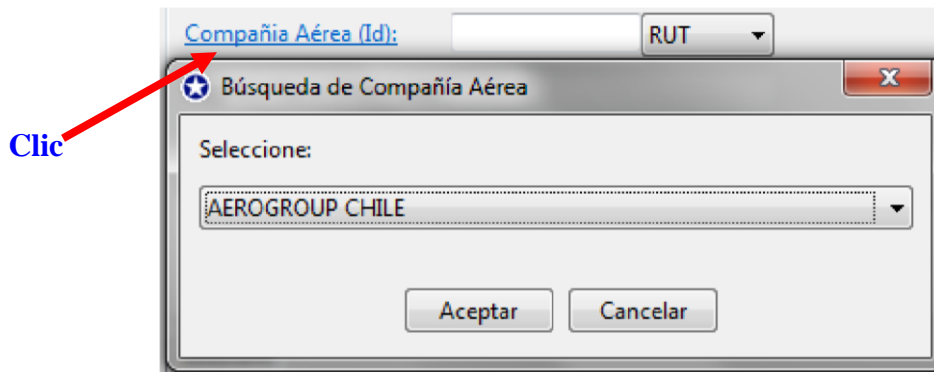 Compañia Aérea (Id): RUT
Búsqueda de Compañía Aérea
Clic
Seleccione:
AEROGROUP CHILE
Aceptar Cancelar